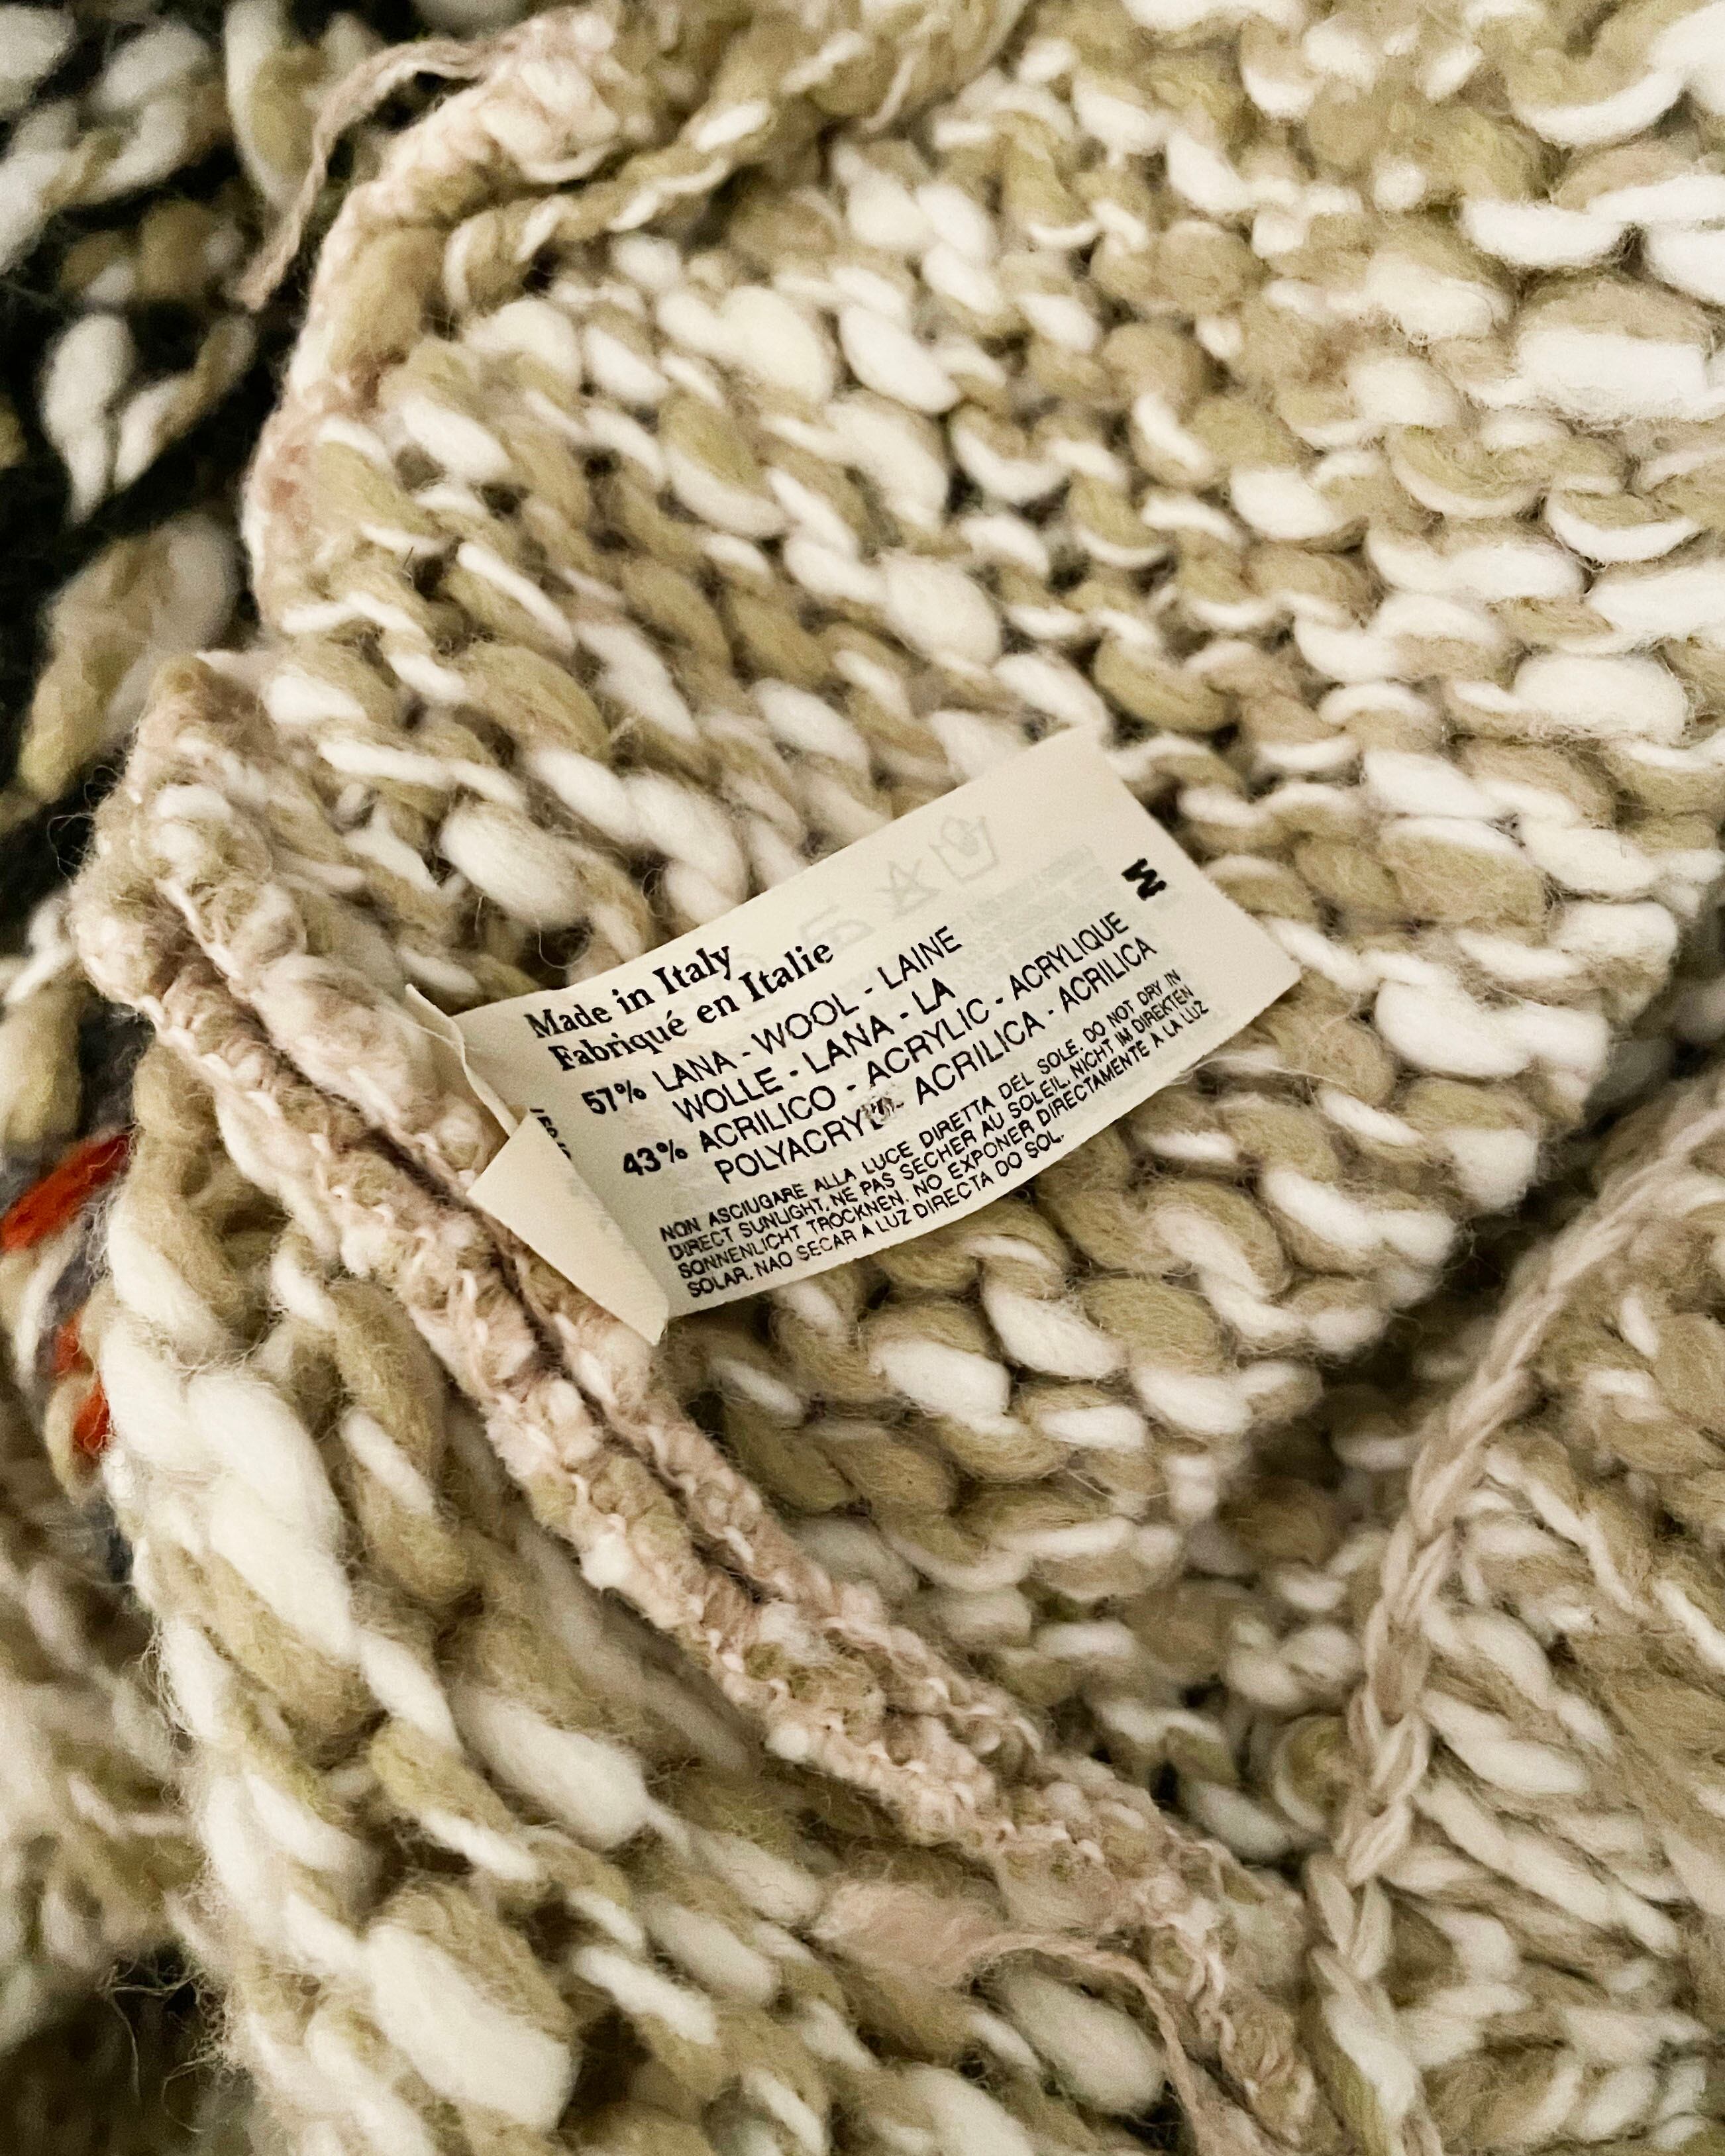 M
Made in Italy
Fabriqué en Italie
57% LANA - WOOL - LAINE
WOLLE - LANA - LA
43% ACRILICO - ACRYLIC - ACRYLIQUE
POLYACRYL - ACRILICA - ACRILICA
NON ASCIUGARE ALLA LUCE DIRETTA DEL SOLE. DO NOT DRY IN
DIRECT SUNLIGHT. NE PAS SECHER AU SOLEIL. NICHT IM DIREKTEN
SONNENLICHT TROCKNEN. NO EXPONER DIRECTAMENTE A LA LUZ
SOLAR. NAO SECAR A LUZ DIRECTA DO SOL.